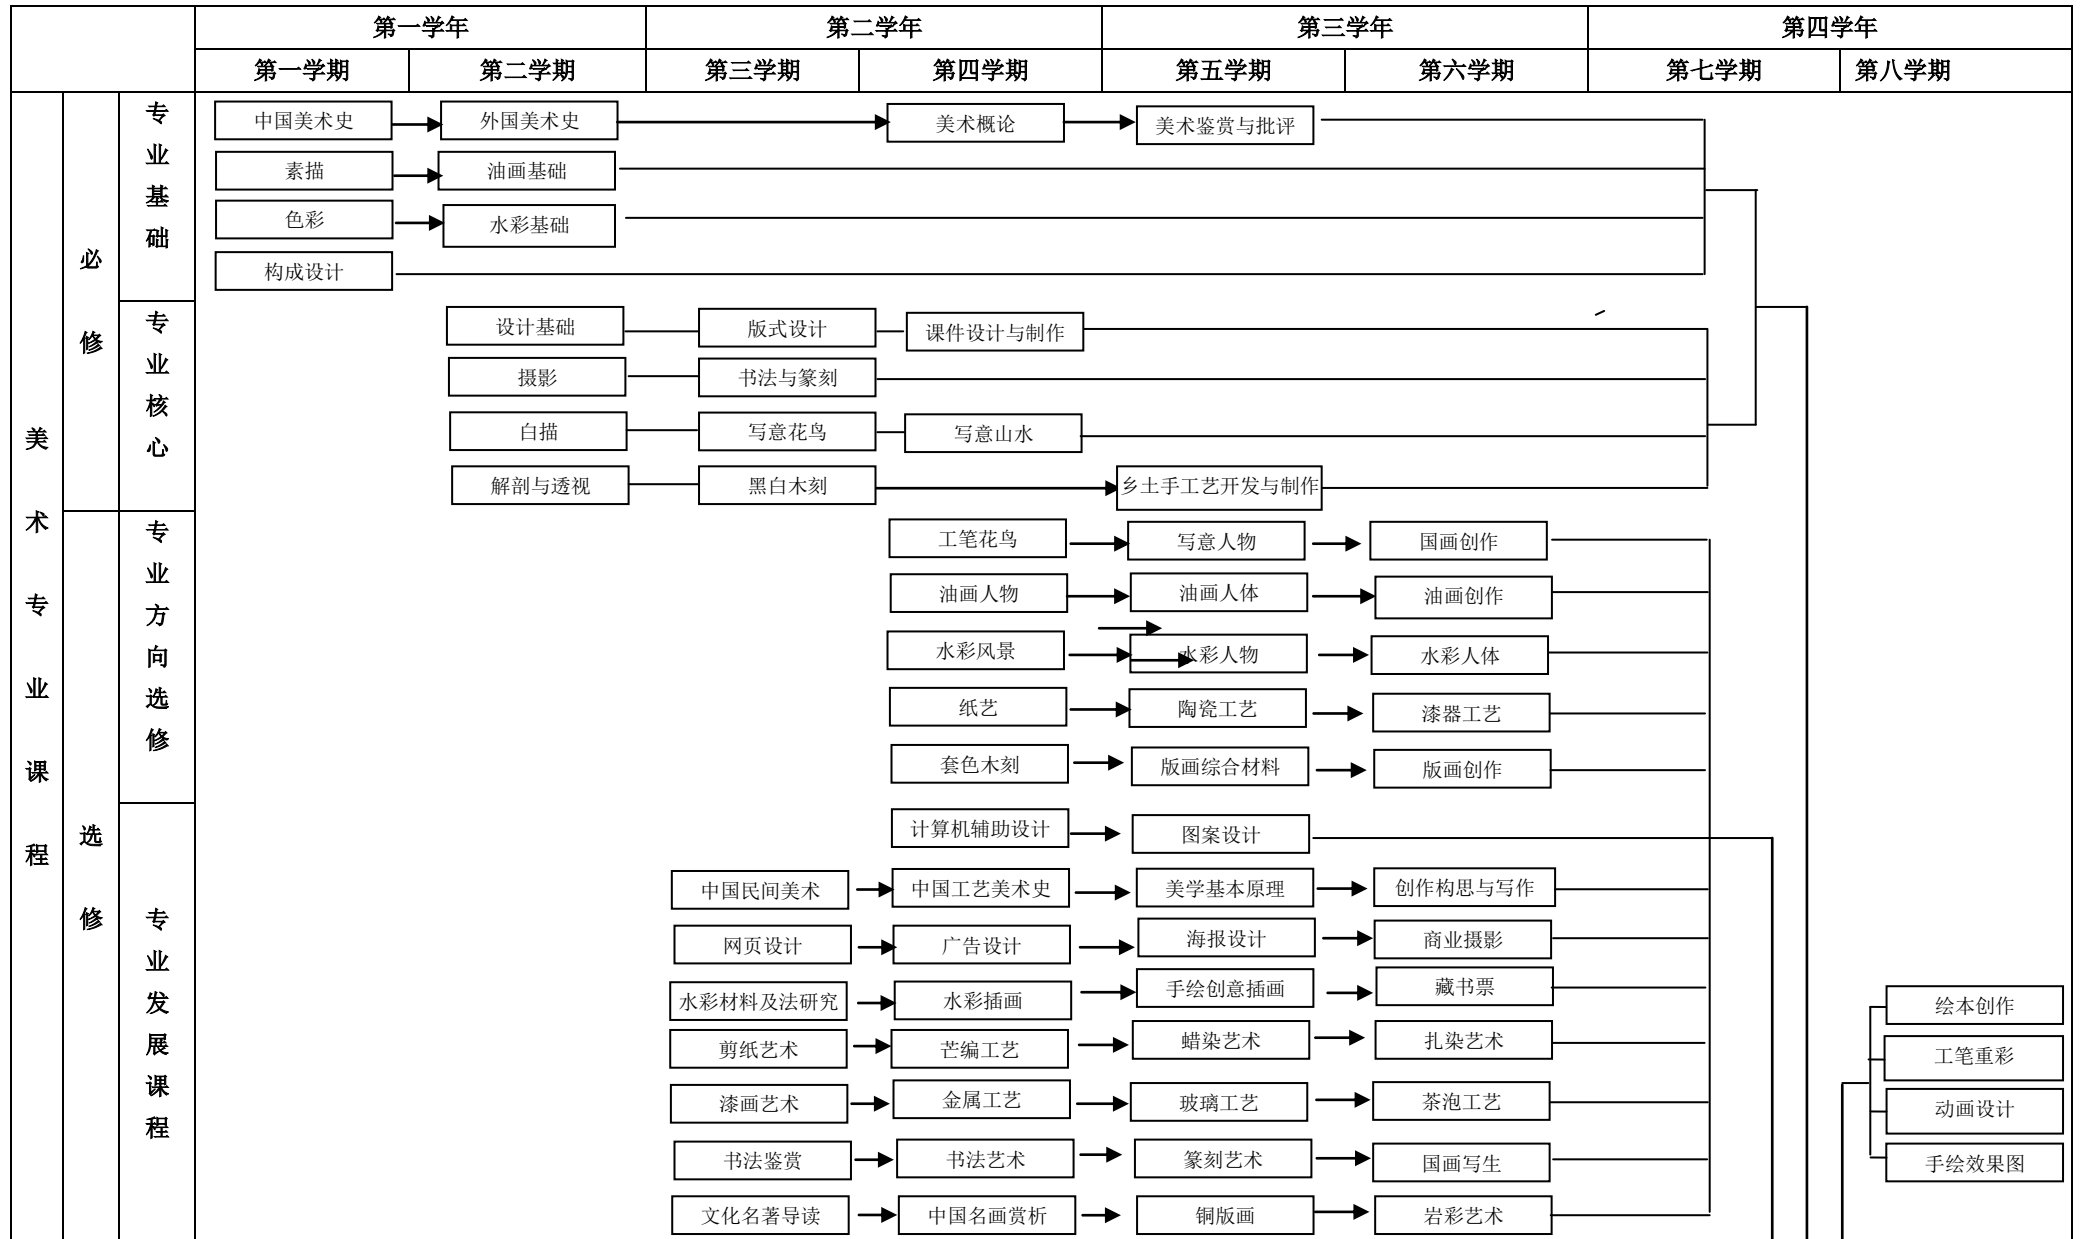 第一学年 第二学年 第三学年 第四学年
第一学期 第二学期 第三学期 第四学期 第五学期 第六学期 第七学期 第八学期
美术专业课程
必修
专业基础
中国美术史 外国美术史 美术概论 美术鉴赏与批评
素描 油画基础
色彩 水彩基础
构成设计
专业核心
设计基础 版式设计 课件设计与制作
摄影 书法与篆刻
白描 写意花鸟 写意山水
解剖与透视 黑白木刻 乡土手工艺开发与制作
选修
专业方向选修
工笔花鸟 写意人物 国画创作
油画人物 油画人体 油画创作
水彩风景 水彩人物 水彩人体
纸艺 陶瓷工艺 漆器工艺
套色木刻 版画综合材料 版画创作
专业发展课程
计算机辅助设计 图案设计
中国民间美术 中国工艺美术史 美学基本原理 创作构思与写作
网页设计 广告设计 海报设计 商业摄影
水彩材料及法研究 水彩插画 手绘创意插画 藏书票
剪纸艺术 芒编工艺 蜡染艺术 扎染艺术
漆画艺术 金属工艺 玻璃工艺 茶泡工艺
书法鉴赏 书法艺术 篆刻艺术 国画写生
文化名著导读 中国名画赏析 铜版画 岩彩艺术
绘本创作
工笔重彩
动画设计
手绘效果图